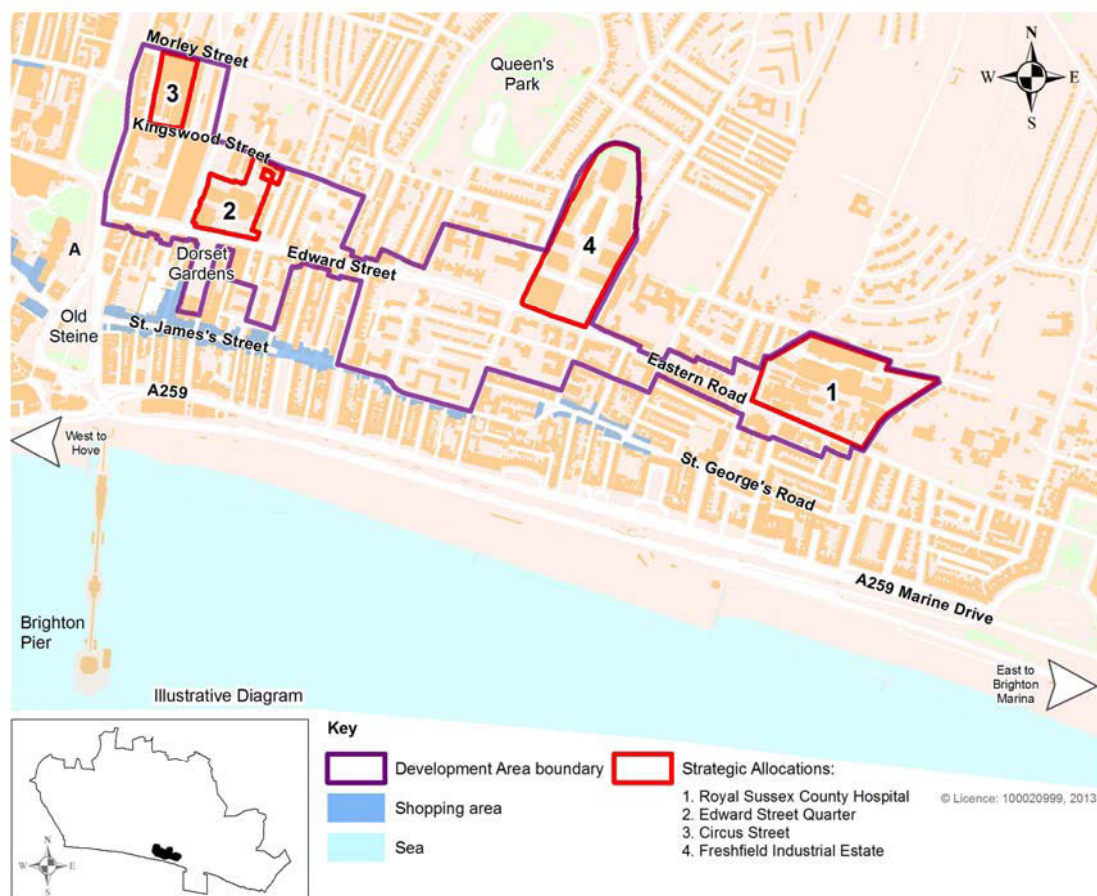 Morley Street
3
Kingswood Street
2
Queen's
Park
N
W
E
S
4
A
Dorset
Gardens
Edward Street
Old
Steine
St. James's Street
Eastern Road
1
A259
West to
Hove
St. George's Road
A259 Marine Drive
Brighton
Pier
East to
Brighton
Marina
Illustrative Diagram
N
W
E
S
Key
Development Area boundary
Shopping area
Sea
Strategic Allocations:
1. Royal Sussex County Hospital
2. Edward Street Quarter
3. Circus Street
4. Freshfield Industrial Estate
© Licence: 100020999, 2013